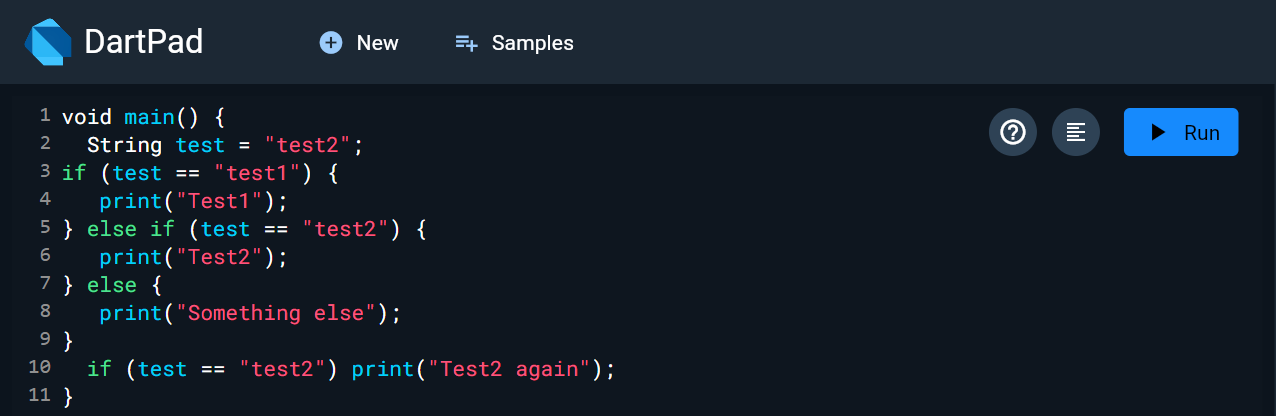 DartPad New Samples
1 void main() {
2   String test = "test2";
3 if (test == "test1") {
4    print("Test1");
5 } else if (test == "test2") {
6    print("Test2");
7 } else {
8    print("Something else");
9 }
10   if (test == "test2") print("Test2 again");
11 }
Run